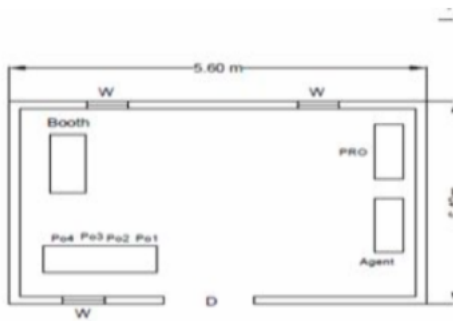 5.60 m
W W
Booth
PRO
Po4 Po3 Po2 Po1
Agent
D
W